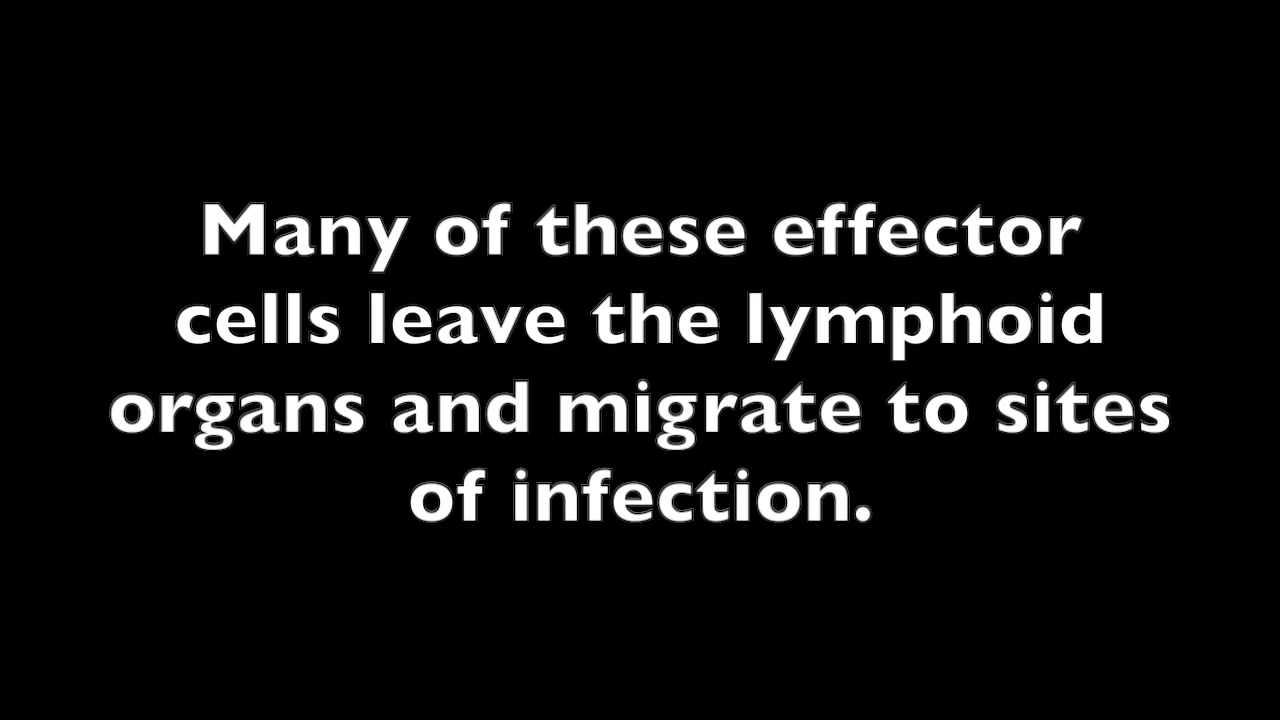 Many of these effector
cells leave the lymphoid
organs and migrate to sites
of infection.